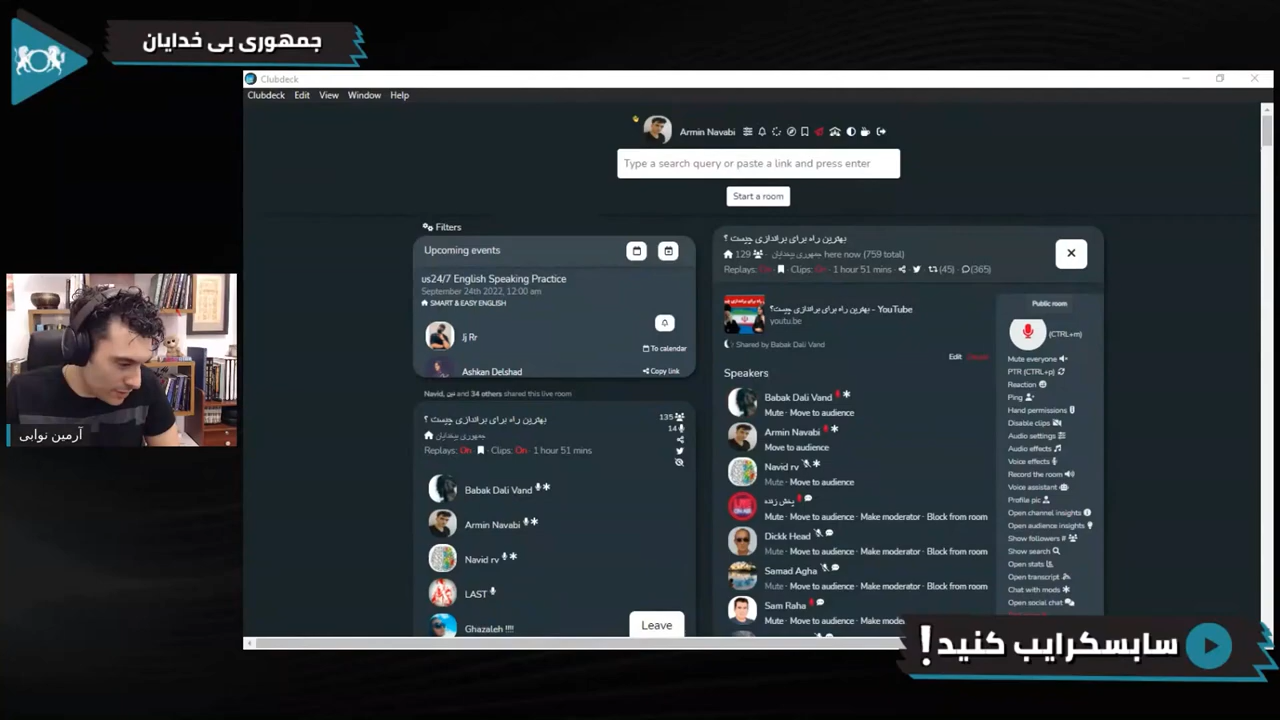 جمهوری بی خدایان
Clubdeck
Clubdeck Edit View Window Help
Armin Navabi
Type a search query or paste a link and press enter
Start a room
Filters
Upcoming events
us24/7 English Speaking Practice
September 24th 2022, 12:00 am
SMART & EASY ENGLISH
Jj Rr
To calendar
Ashkan Delshad
Copy link
Navid, نین and 34 others shared this live room
بهترین راه برای براندازی چیست ؟
135
جمهوری بیخدایان
14
Replays: On Clips: On 1 hour 51 mins
Babak Dali Vand
Armin Navabi
Navid rv
LAST
Ghazaleh !!!!
Leave
بهترین راه برای براندازی چیست ؟
129 جمهوری بیخدایان here now (759 total)
Replays: On Clips: On 1 hour 51 mins (45) (365)
بهترین راه برای براندازی چیست؟ - YouTube
youtu.be
Shared by Babak Dali Vand
Edit
Speakers
Babak Dali Vand
Mute · Move to audience
Armin Navabi
Move to audience
Navid rv
Mute · Move to audience
پخش زنده
Mute · Move to audience · Make moderator · Block from room
Dickk Head
Mute · Move to audience · Make moderator · Block from room
Samad Agha
Mute · Move to audience · Make moderator · Block from room
Sam Raha
Mute · Move to audience · Make mode
Public room
(CTRL+m)
Mute everyone
PTR (CTRL+p)
Reaction
Ping
Hand permissions
Disable clips
Audio settings
Audio effects
Voice effects
Record the room
Voice assistant
Profile pic
Open channel insights
Open audience insights
Show followers #
Show search
Open stats
Open transcript
Chat with mods
Open social chat
آرمین نوابی
سابسکرایب کنید!